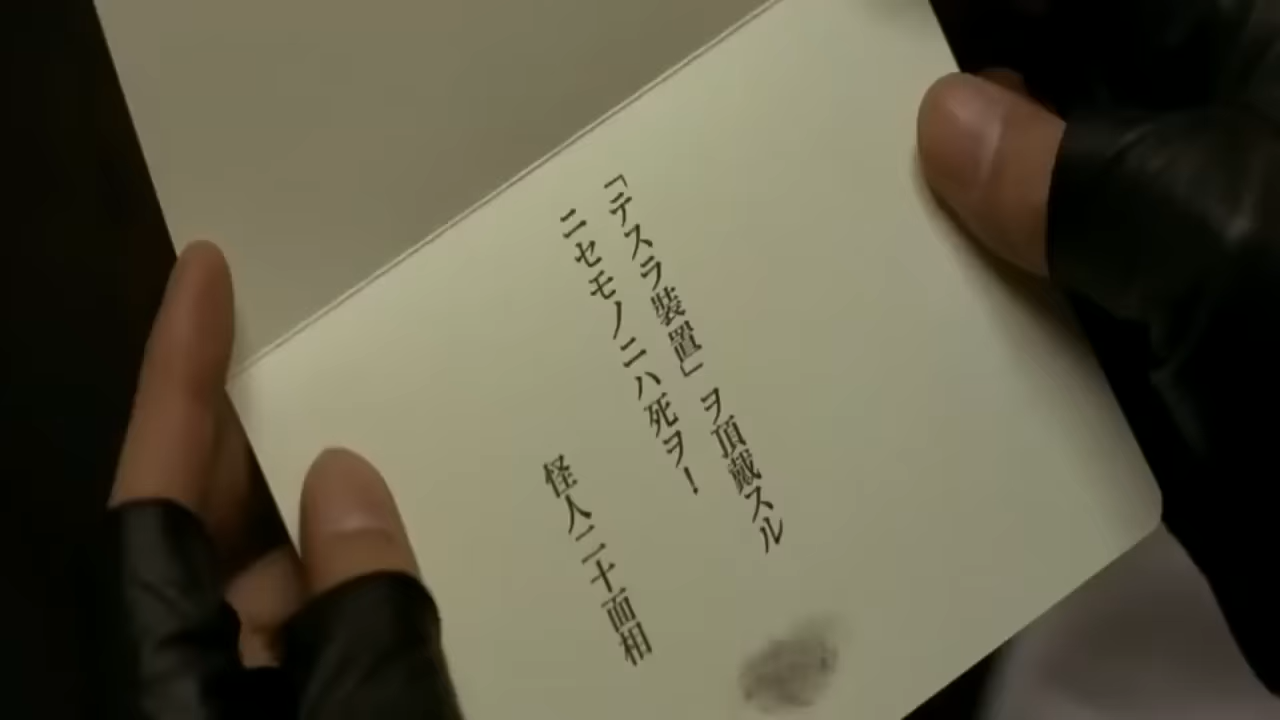 「テスラ装置」ヲ頂戴スル
ニセモノニハ死ヲ！
怪人二十面相